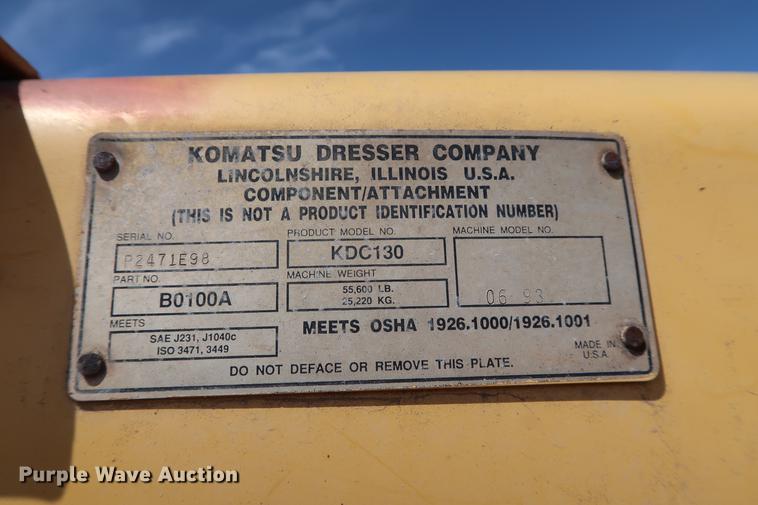 KOMATSU DRESSER COMPANY
LINCOLNSHIRE, ILLINOIS U.S.A.
COMPONENT/ATTACHMENT
(THIS IS NOT A PRODUCT IDENTIFICATION NUMBER)
SERIAL NO. PRODUCT MODEL NO. MACHINE MODEL NO.
P2471E98 KDC130
PART NO. MACHINE WEIGHT
B0100A 55,600 LB.
25,220 KG. 06 93
MEETS MEETS OSHA 1926.1000/1926.1001
SAE J231, J1040c
ISO 3471, 3449
MADE IN
U.S.A.
DO NOT DEFACE OR REMOVE THIS PLATE.
Purple Wave Auction